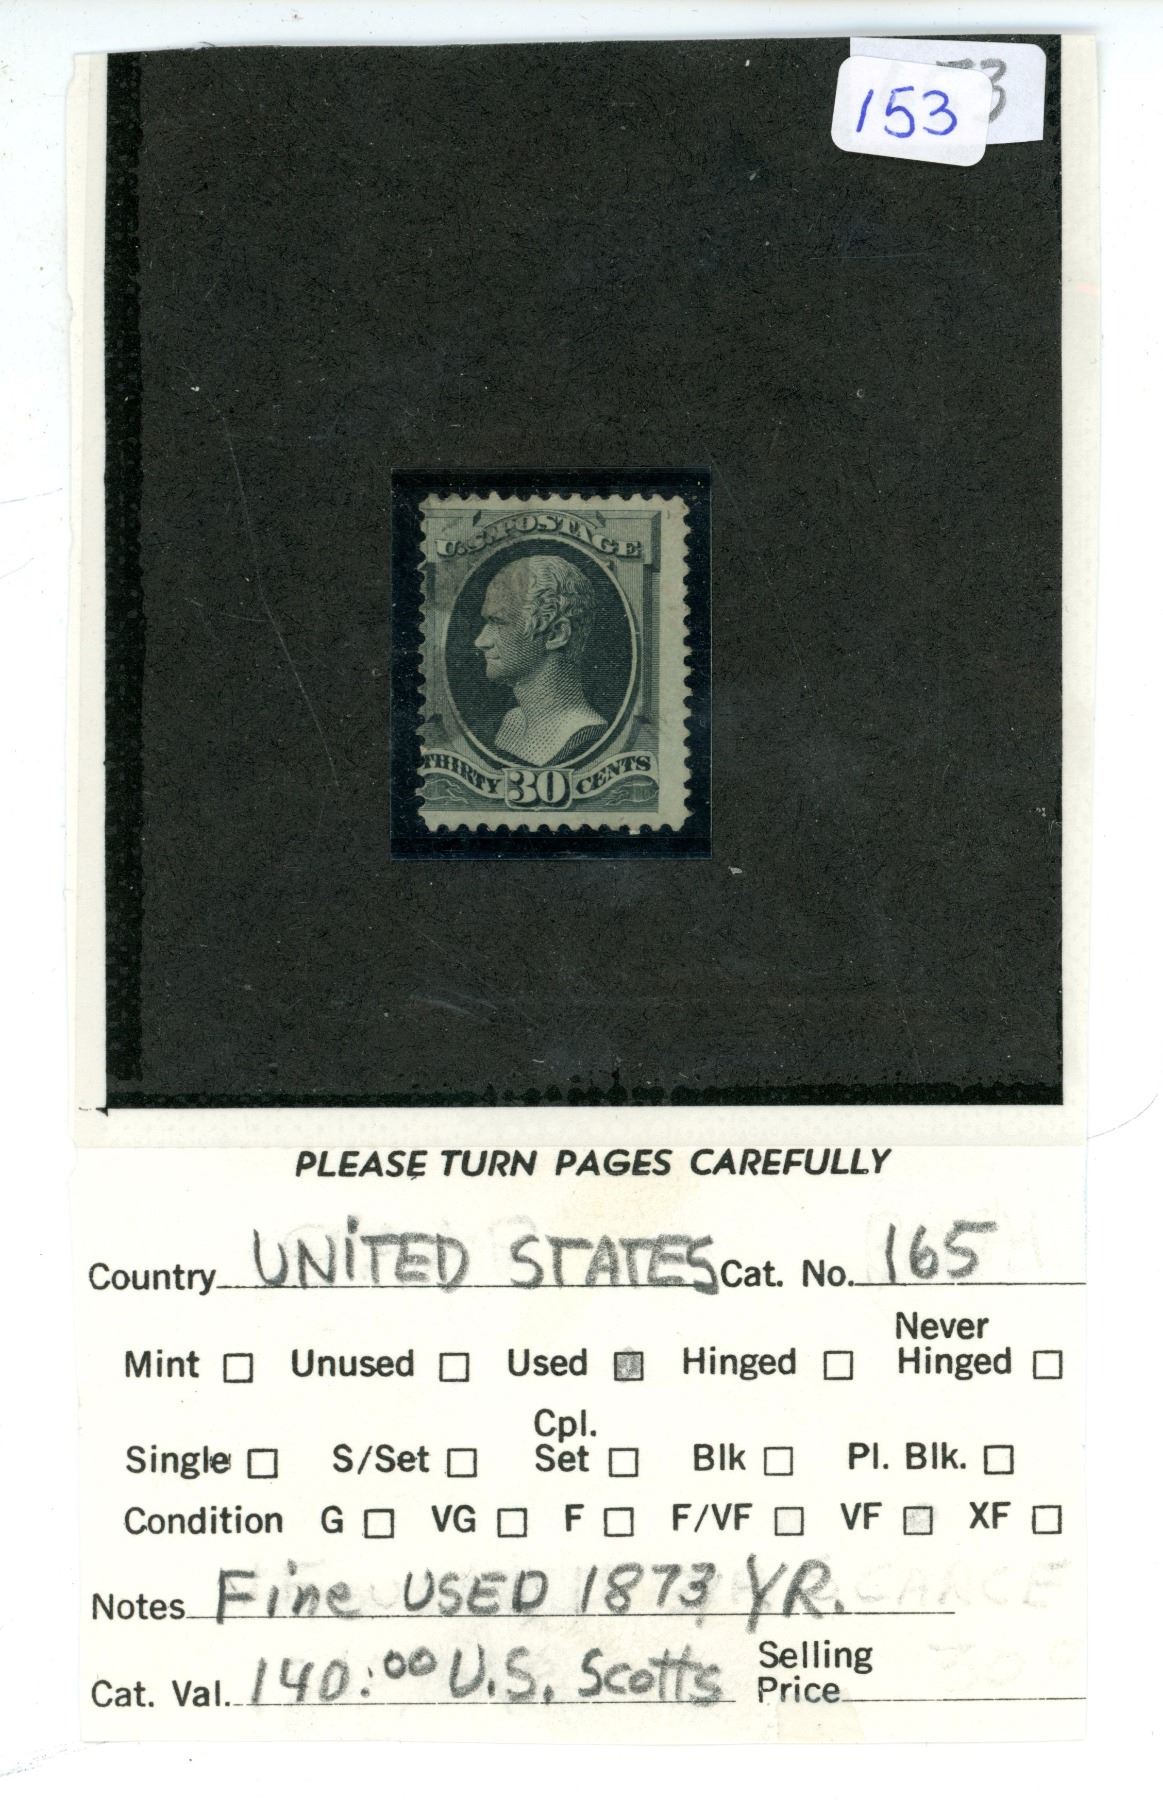 153
U.S. POSTAGE
THIRTY 30 CENTS
PLEASE TURN PAGES CAREFULLY
Country UNITED STATES Cat. No. 165
Mint Unused Used Hinged Never Hinged
Single S/Set Cpl. Set Blk Pl. Blk.
Condition G VG F F/VF VF XF
Notes Fine USED 1873 YR.
Cat. Val. 140.00 U.S. Scotts Selling Price